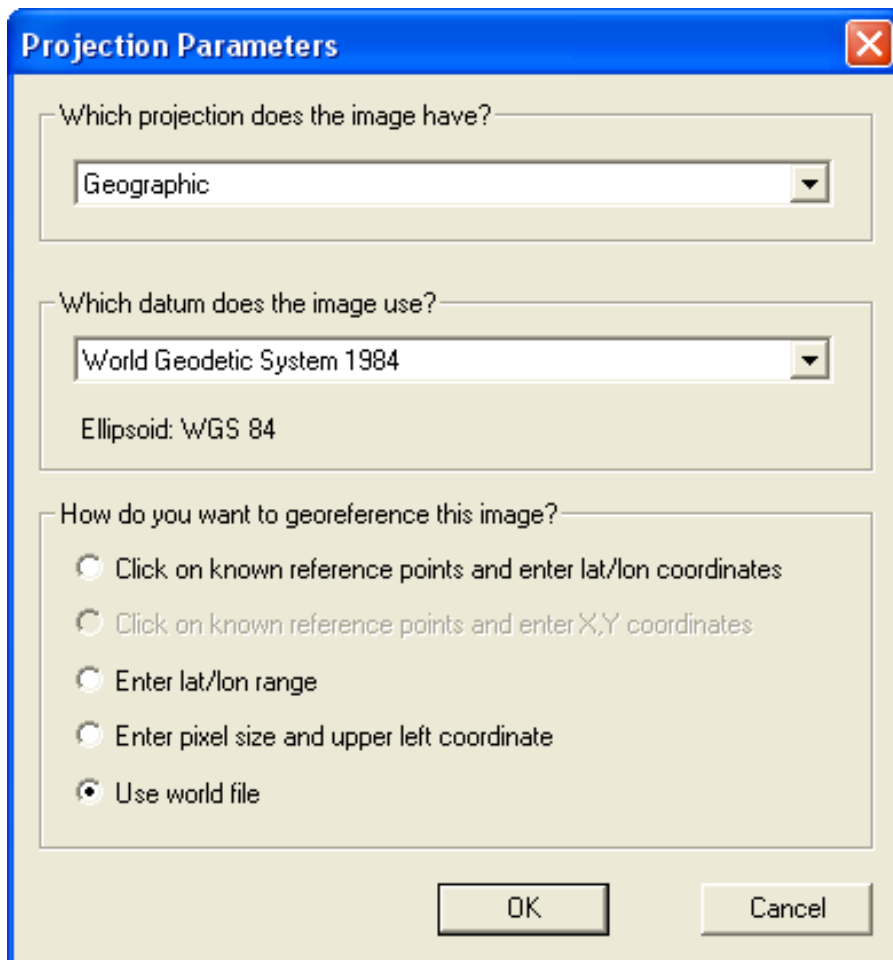 Projection Parameters
Which projection does the image have?
Geographic
Which datum does the image use?
World Geodetic System 1984
Ellipsoid: WGS 84
How do you want to georeference this image?
Click on known reference points and enter lat/lon coordinates
Click on known reference points and enter X,Y coordinates
Enter lat/lon range
Enter pixel size and upper left coordinate
Use world file
OK
Cancel